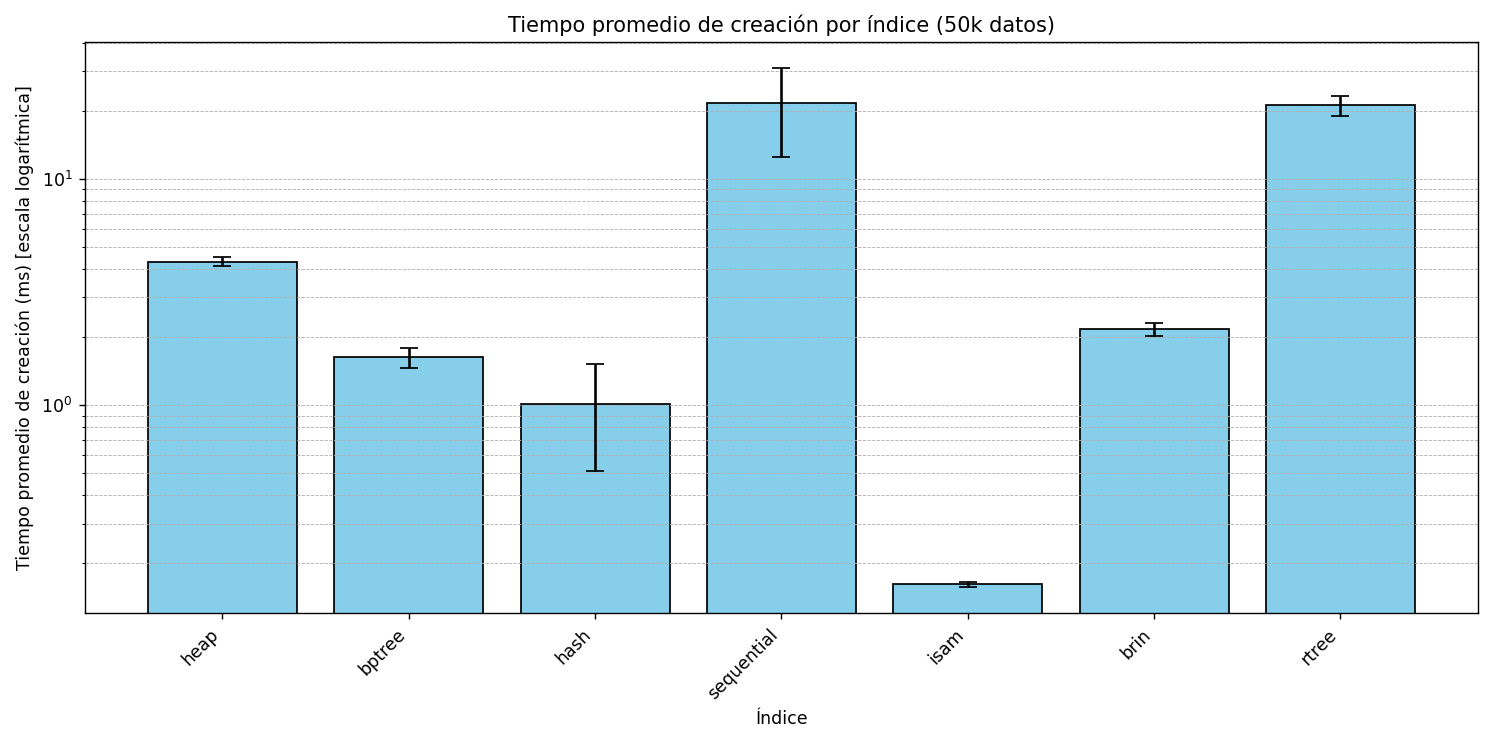 Tiempo promedio de creación por índice (50k datos)
Tiempo promedio de creación (ms) [escala logarítmica]
10¹
10⁰
heap
bptree
hash
sequential
isam
brin
rtree
Índice